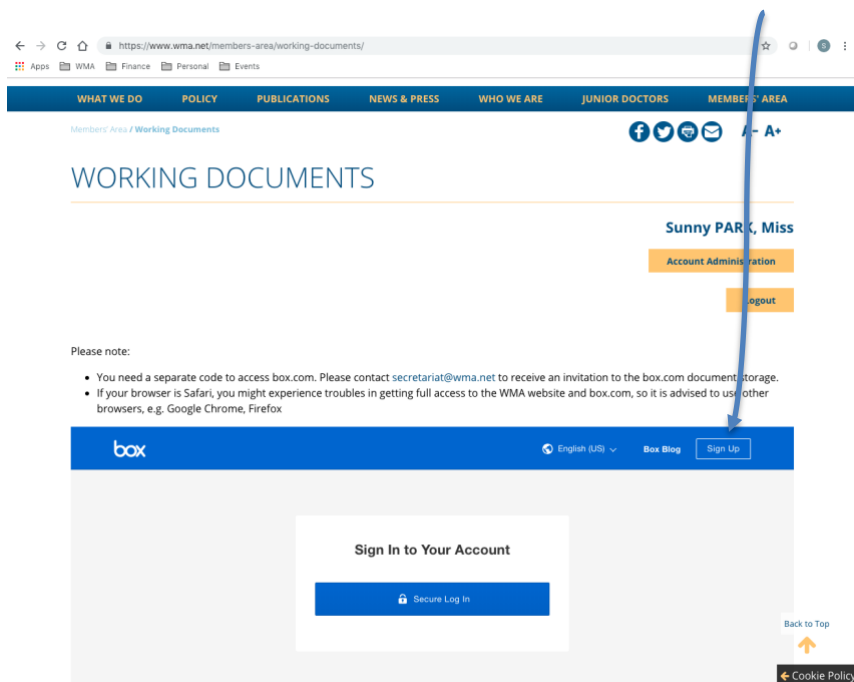 https://www.wma.net/members-area/working-documents/
S
Apps WMA Finance Personal Events
WHAT WE DO POLICY PUBLICATIONS NEWS & PRESS WHO WE ARE JUNIOR DOCTORS MEMBERS' AREA
Members' Area / Working Documents
A- A+
WORKING DOCUMENTS
Sunny PARK, Miss
Account Administration
Logout
Please note:
• You need a separate code to access box.com. Please contact secretariat@wma.net to receive an invitation to the box.com document storage.
• If your browser is Safari, you might experience troubles in getting full access to the WMA website and box.com, so it is advised to use other
browsers, e.g. Google Chrome, Firefox
box English (US) Box Blog Sign Up
Sign In to Your Account
Secure Log In
Back to Top
Cookie Policy